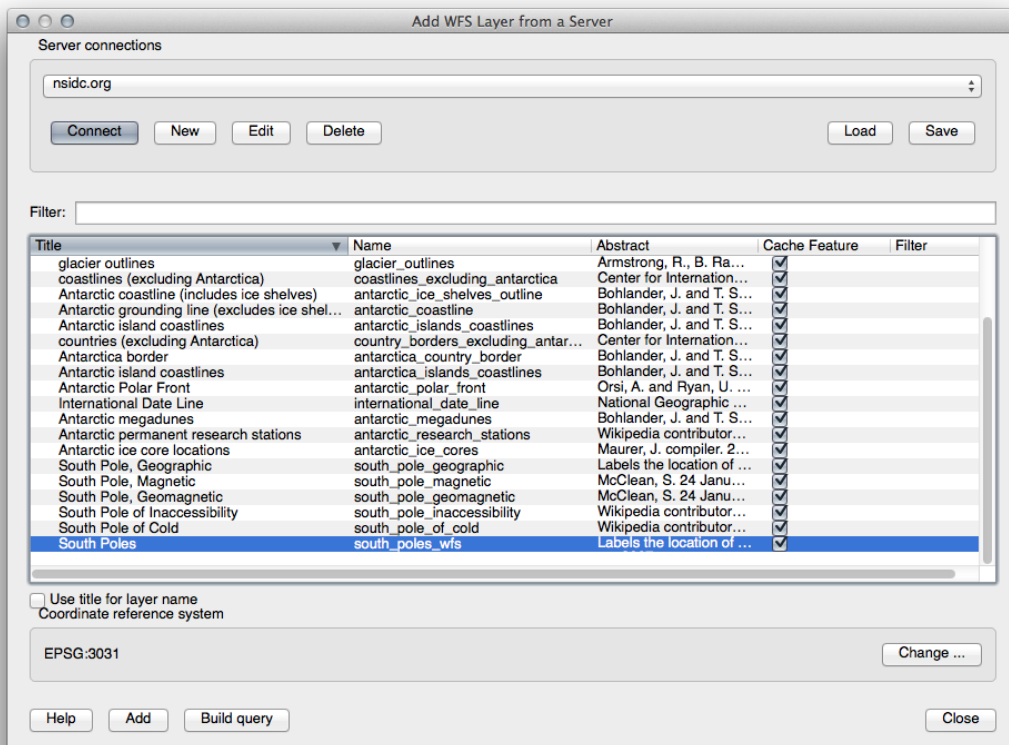 Add WFS Layer from a Server
Server connections
nsidc.org
Connect New Edit Delete Load Save
Filter:
Title Name Abstract Cache Feature Filter
glacier outlines glacier_outlines Armstrong, R., B. Ra...
coastlines (excluding Antarctica) coastlines_excluding_antarctica Center for Internation...
Antarctic coastline (includes ice shelves) antarctic_ice_shelves_outline Bohlander, J. and T. S...
Antarctic grounding line (excludes ice shel... antarctic_coastline Bohlander, J. and T. S...
Antarctic island coastlines antarctic_islands_coastlines Bohlander, J. and T. S...
countries (excluding Antarctica) country_borders_excluding_antar... Center for Internation...
Antarctica border antarctica_country_border Bohlander, J. and T. S...
Antarctic island coastlines antarctica_islands_coastlines Bohlander, J. and T. S...
Antarctic Polar Front antarctic_polar_front Orsi, A. and Ryan, U. ...
International Date Line international_date_line National Geographic ...
Antarctic megadunes antarctic_megadunes Bohlander, J. and T. S...
Antarctic permanent research stations antarctic_research_stations Wikipedia contributor...
Antarctic ice core locations antarctic_ice_cores Maurer, J. compiler. 2...
South Pole, Geographic south_pole_geographic Labels the location of ...
South Pole, Magnetic south_pole_magnetic McClean, S. 24 Janu...
South Pole, Geomagnetic south_pole_geomagnetic McClean, S. 24 Janu...
South Pole of Inaccessibility south_pole_inaccessibility Wikipedia contributor...
South Pole of Cold south_pole_of_cold Wikipedia contributor...
South Poles south_poles_wfs Labels the location of ...
Use title for layer name
Coordinate reference system
EPSG:3031 Change ...
Help Add Build query Close